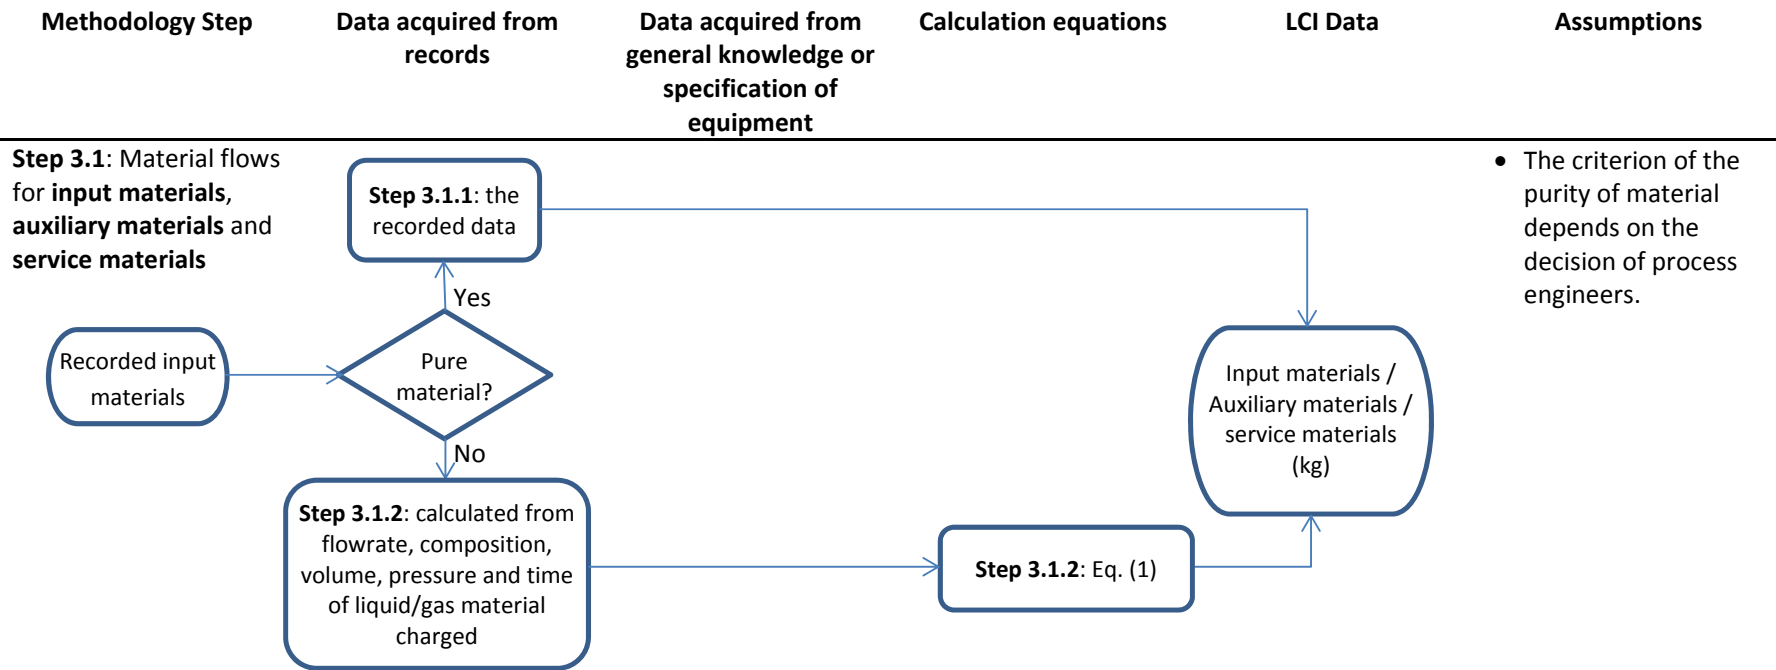 Methodology Step
Data acquired from
records
Data acquired from
general knowledge or
specification of
equipment
Calculation equations
LCI Data
Assumptions
Step 3.1: Material flows
for input materials,
auxiliary materials and
service materials
Step 3.1.1: the
recorded data
Yes
Recorded input
materials
Pure
material?
No
Step 3.1.2: calculated from
flowrate, composition,
volume, pressure and time
of liquid/gas material
charged
Step 3.1.2: Eq. (1)
Input materials /
Auxiliary materials /
service materials
(kg)
• The criterion of the
purity of material
depends on the
decision of process
engineers.